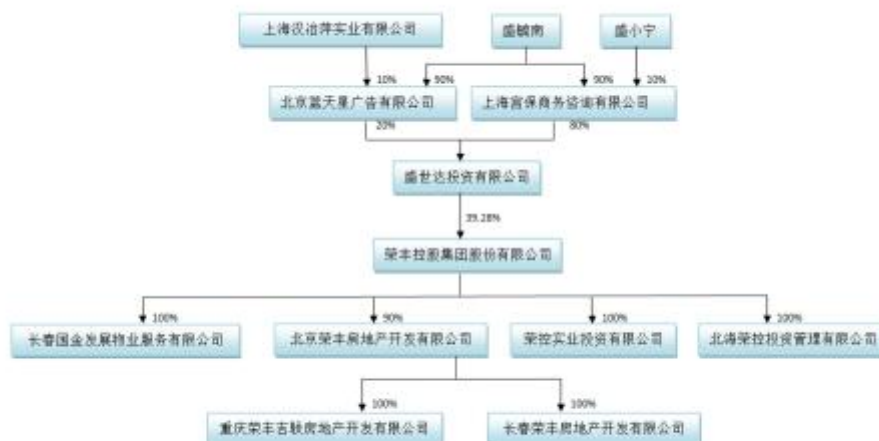 上海汉冶萍实业有限公司
盛毓南
盛小宁
10%
90%
90%
10%
北京蓝天星广告有限公司
上海宫保商务咨询有限公司
20%
80%
盛世达投资有限公司
39.28%
荣丰控股集团股份有限公司
100%
90%
100%
100%
长春国金发展物业服务有限公司
北京荣丰房地产开发有限公司
荣控实业投资有限公司
北海荣控投资管理有限公司
100%
100%
重庆荣丰吉联房地产开发有限公司
长春荣丰房地产开发有限公司